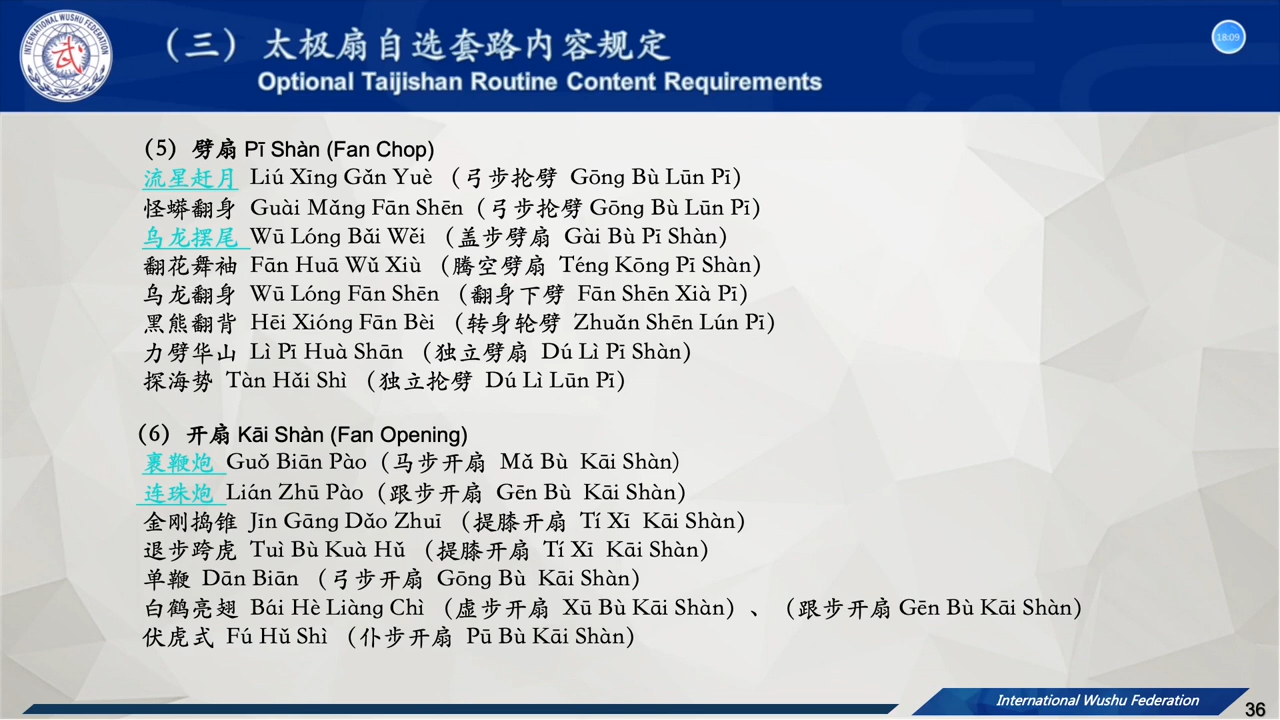 INTERNATIONAL WUSHU FEDERATION
武
（三）太极扇自选套路内容规定
Optional Taijishan Routine Content Requirements
18:09
（5）劈扇 Pī Shàn (Fan Chop)
流星赶月 Liú Xīng Gǎn Yuè （弓步抡劈 Gōng Bù Lūn Pī）
怪蟒翻身 Guài Mǎng Fān Shēn（弓步抡劈 Gōng Bù Lūn Pī）
乌龙摆尾 Wū Lóng Bǎi Wěi （盖步劈扇 Gài Bù Pī Shàn）
翻花舞袖 Fān Huā Wǔ Xiù （腾空劈扇 Téng Kōng Pī Shàn）
乌龙翻身 Wū Lóng Fān Shēn （翻身下劈 Fān Shēn Xià Pī）
黑熊翻背 Hēi Xióng Fān Bèi （转身轮劈 Zhuǎn Shēn Lún Pī）
力劈华山 Lì Pī Huà Shān （独立劈扇 Dú Lì Pī Shàn）
探海势 Tàn Hǎi Shì （独立抡劈 Dú Lì Lūn Pī）
（6）开扇 Kāi Shàn (Fan Opening)
裹鞭炮 Guǒ Biān Pào（马步开扇 Mǎ Bù Kāi Shàn）
连珠炮 Lián Zhū Pào（跟步开扇 Gēn Bù Kāi Shàn）
金刚捣锥 Jīn Gāng Dǎo Zhuī （提膝开扇 Tí Xī Kāi Shàn）
退步跨虎 Tuì Bù Kuà Hǔ （提膝开扇 Tí Xī Kāi Shàn）
单鞭 Dān Biān （弓步开扇 Gōng Bù Kāi Shàn）
白鹤亮翅 Bái Hè Liàng Chì （虚步开扇 Xū Bù Kāi Shàn）、（跟步开扇 Gēn Bù Kāi Shàn）
伏虎式 Fú Hǔ Shì （仆步开扇 Pū Bù Kāi Shàn）
International Wushu Federation
36